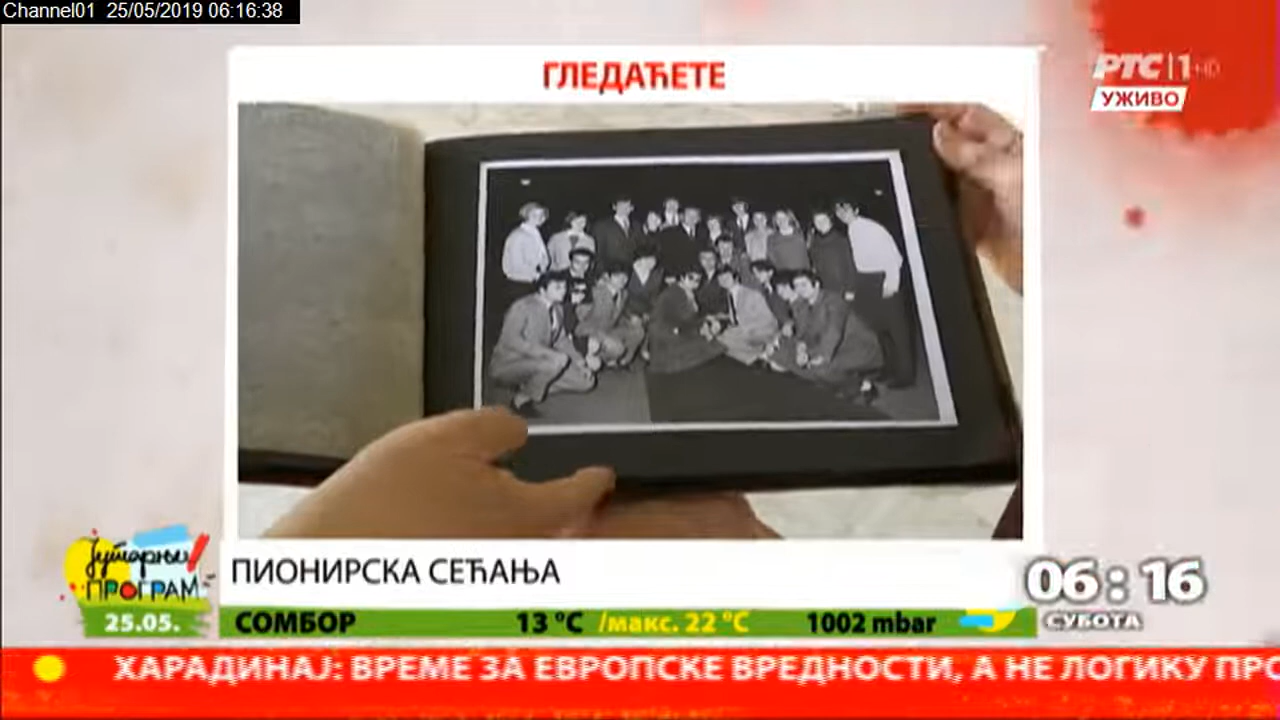 Channel01 25/05/2019 06:16:38
ГЛЕДАЋЕТЕ
РТС|1 HD
УЖИВО
ПИОНИРСКА СЕЋАЊА
Јутарњи
ПРОГРАМ
25.05.
СОМБОР 13 °C /макс. 22 °C 1002 mbar
06:16
СУБОТА
ХАРАДИНАЈ: ВРЕМЕ ЗА ЕВРОПСКЕ ВРЕДНОСТИ, А НЕ ЛОГИКУ ПРО